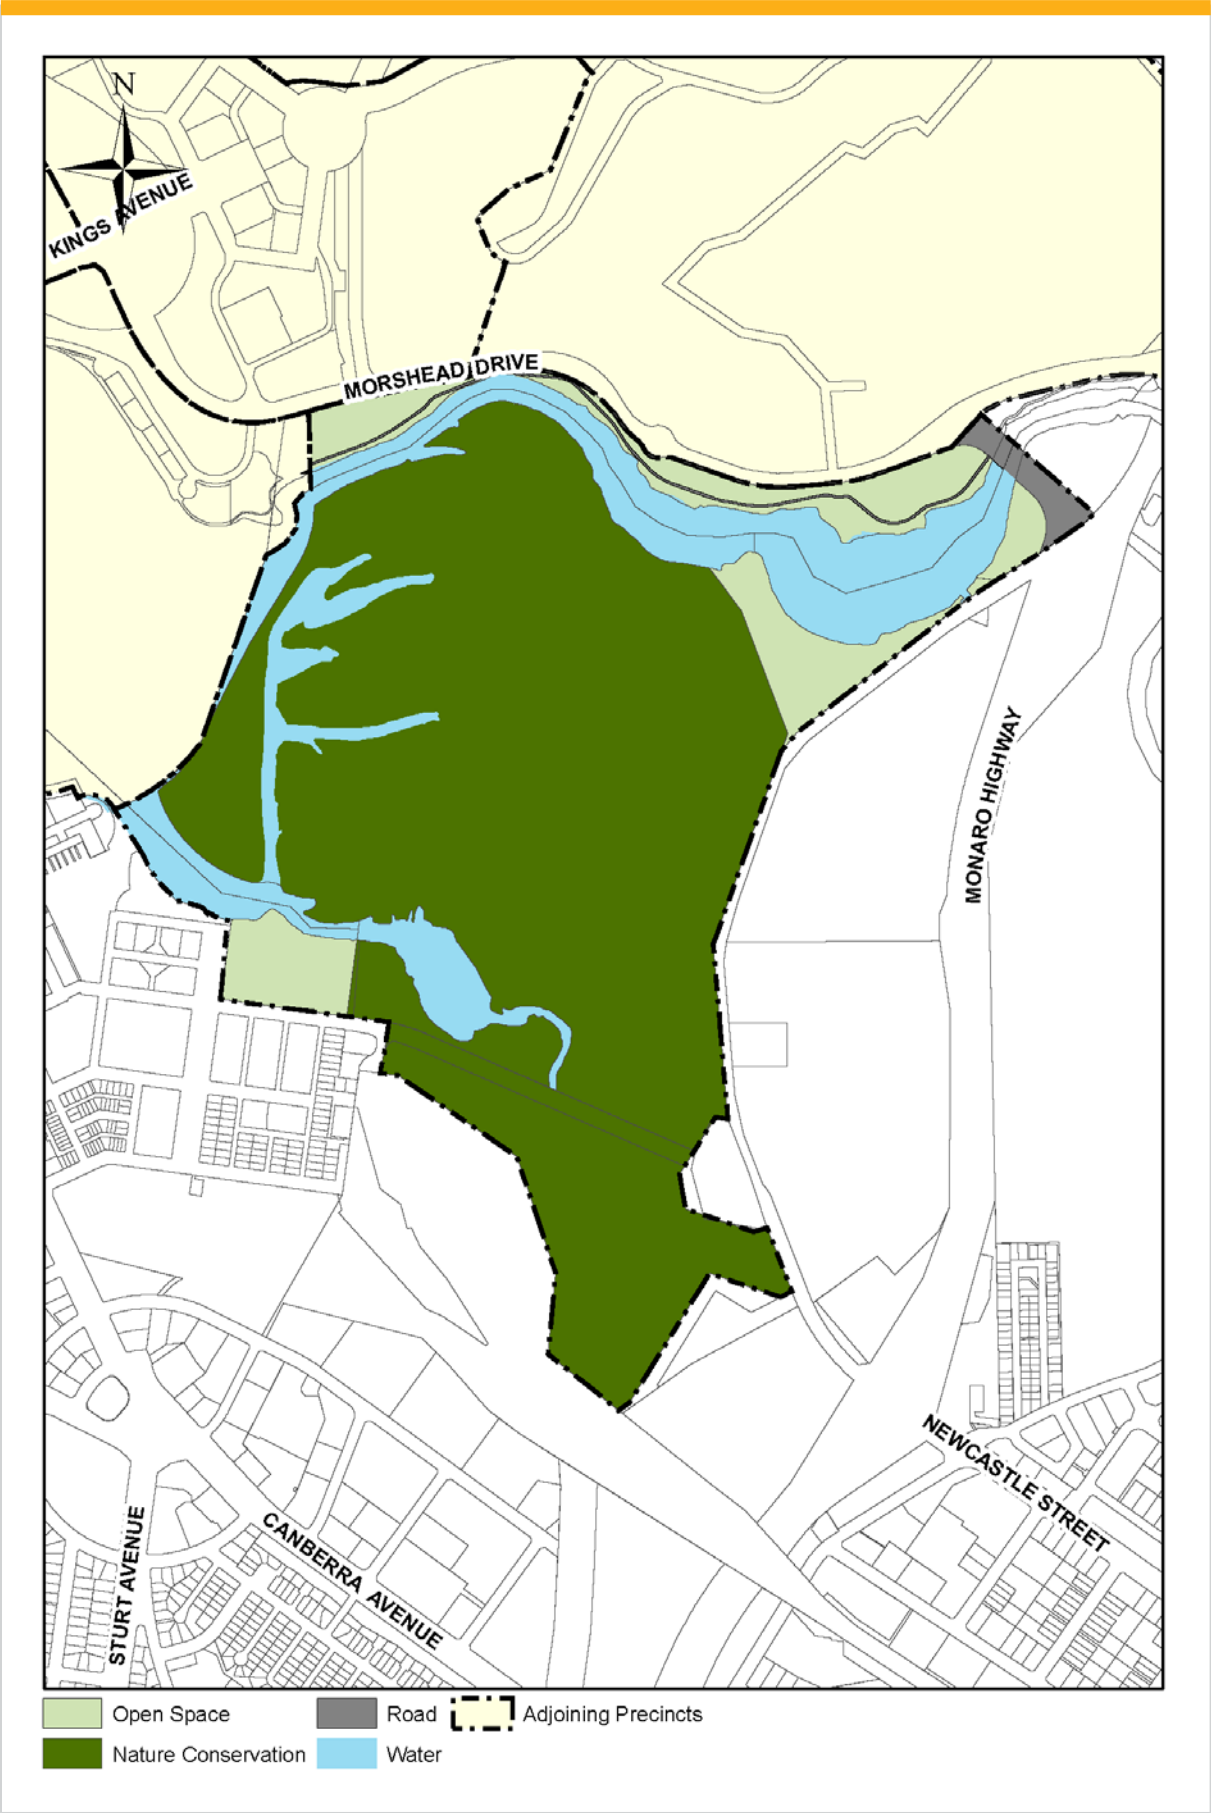 N
KINGS AVENUE
MORSHEAD DRIVE
MONARO HIGHWAY
NEWCASTLE STREET
CANBERRA AVENUE
STURT AVENUE
Open Space
Road
Adjoining Precincts
Nature Conservation
Water